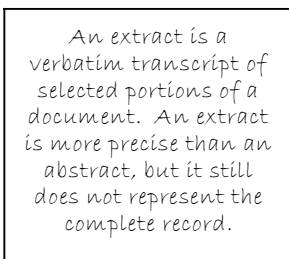 An extract is a
verbatim transcript of
selected portions of a
document.  An extract
is more precise than an
abstract, but it still
does not represent the
complete record.